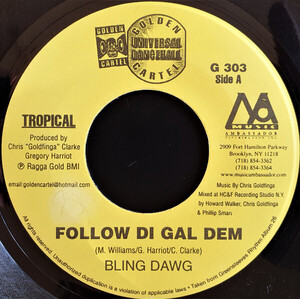 GOLDEN CARTEL
GOLDEN CARTEL
UNIVERSAL DANCEHALL
G 303
Side A
TROPICAL
Produced by
Chris "Goldfinga" Clarke
Gregory Harriot
Ⓟ Ragga Gold BMI
email:goldencartel@hotmail.com
MUSIC
AMBASSADOR
2909 Fort Hamilton Parkway
Brooklyn, NY 11218
(718) 854-3362
(718) 854-3364
www.musicambassador.com
Music By Chris Goldfinga
Mixed at HC&F Recording Studio N.Y.
by Howard Walker, Chris Goldfinga
& Phillip Sman
FOLLOW DI GAL DEM
(M. Williams/G. Harriot/C. Clarke)
BLING DAWG
All rights reserved.
Unauthorized duplication is a violation of applicable laws • Taken from Greensleeves Rhythm Album 26